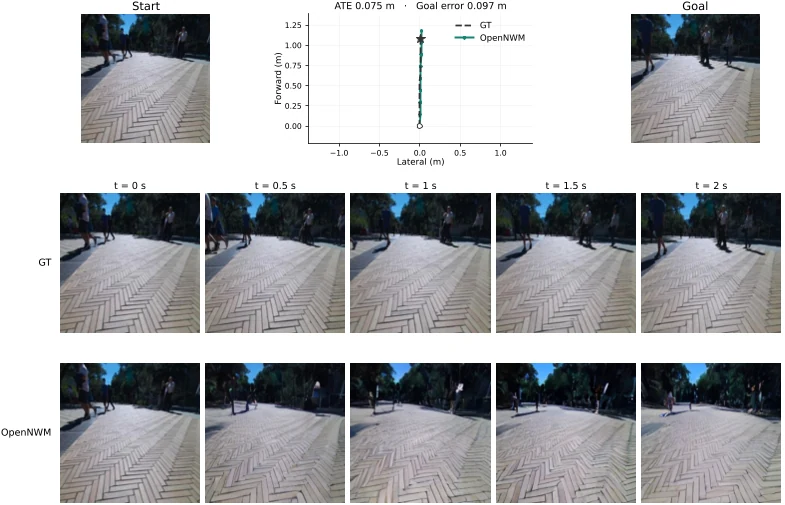 Start
ATE 0.075 m · Goal error 0.097 m
Goal
GT
OpenNWM
1.25
1.00
0.75
0.50
0.25
0.00
Forward (m)
−1.0 −0.5 0.0 0.5 1.0
Lateral (m)
t = 0 s t = 0.5 s t = 1 s t = 1.5 s t = 2 s
GT
OpenNWM